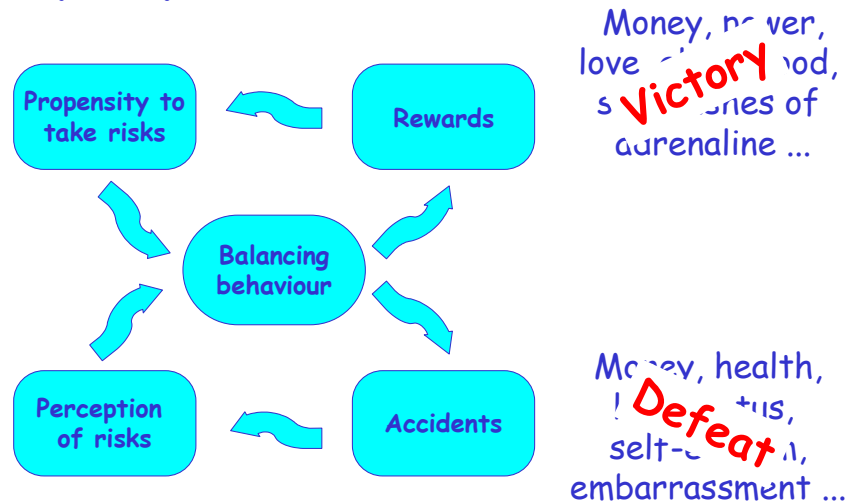 Propensity to
take risks
Rewards
Balancing
behaviour
Perception
of risks
Accidents
Money,
love
Victory
of
adrenaline ...
Money, health,
Defeat
embarrassment ...